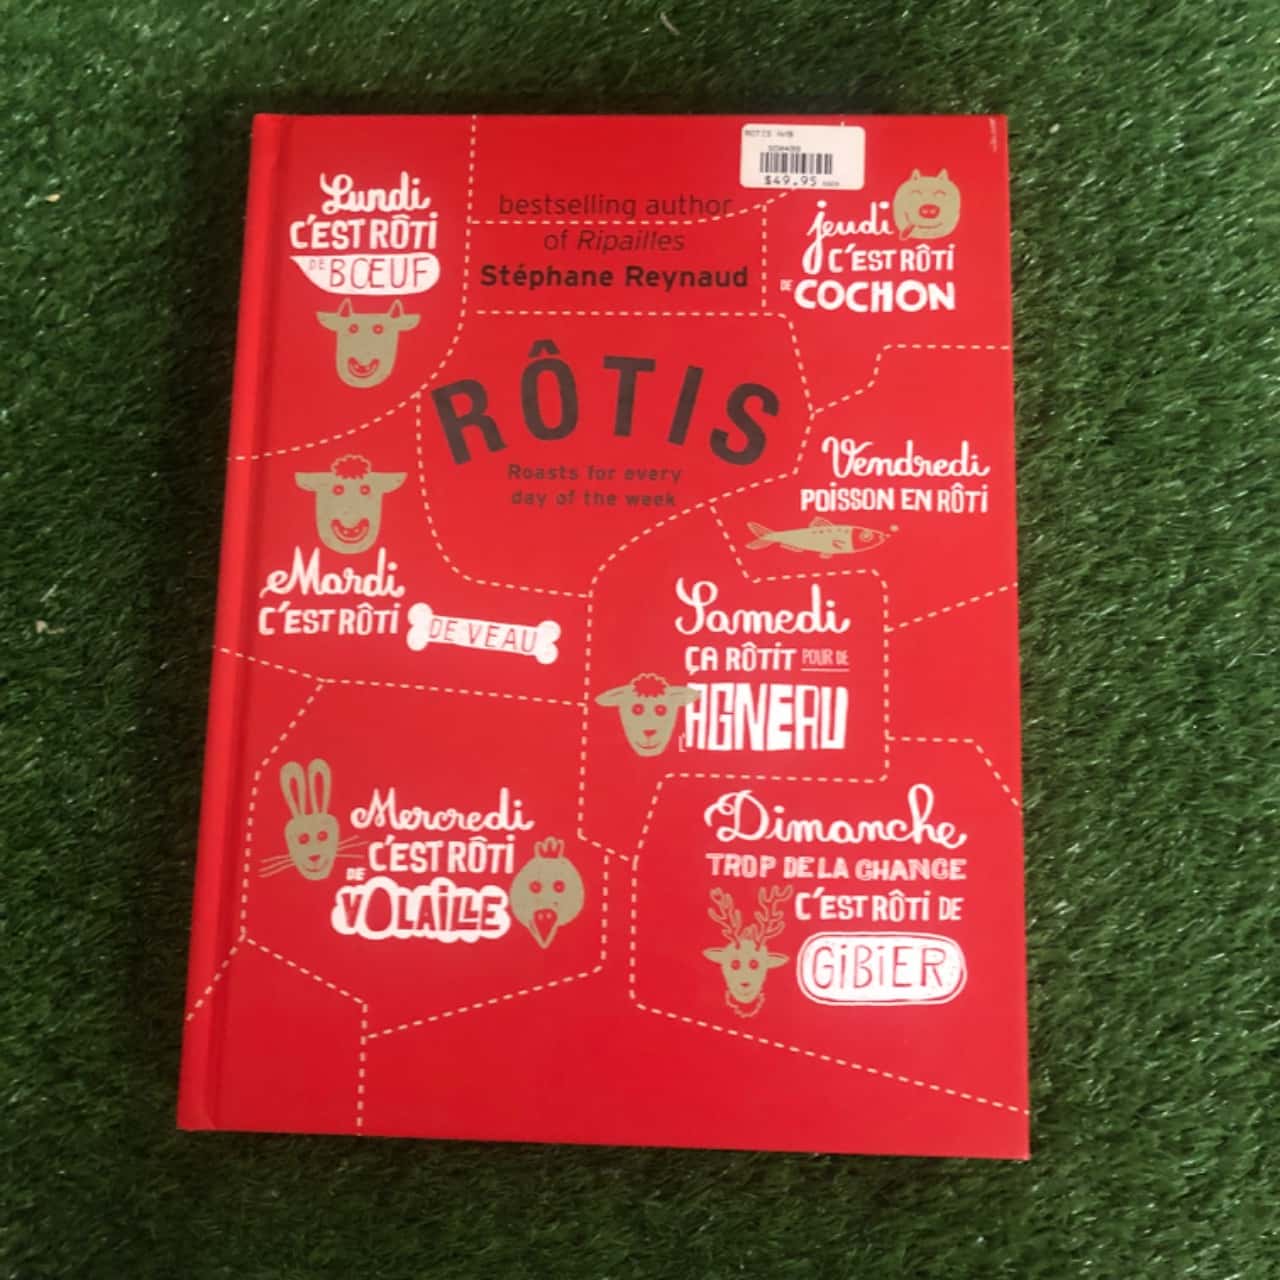 RÔTIS
$49.95
bestselling author
of Ripailles
Stéphane Reynaud
RÔTIS
Roasts for every
day of the week
Lundi
C'EST RÔTI
DE BŒUF
Mardi
C'EST RÔTI DE VEAU
Mercredi
C'EST RÔTI
DE
VOLAILLE
Jeudi
C'EST RÔTI
DE COCHON
Vendredi
POISSON EN RÔTI
Samedi
ÇA RÔTIT POUR DE
L'AGNEAU
Dimanche
TROP DE LA CHANCE
C'EST RÔTI DE
GIBIER